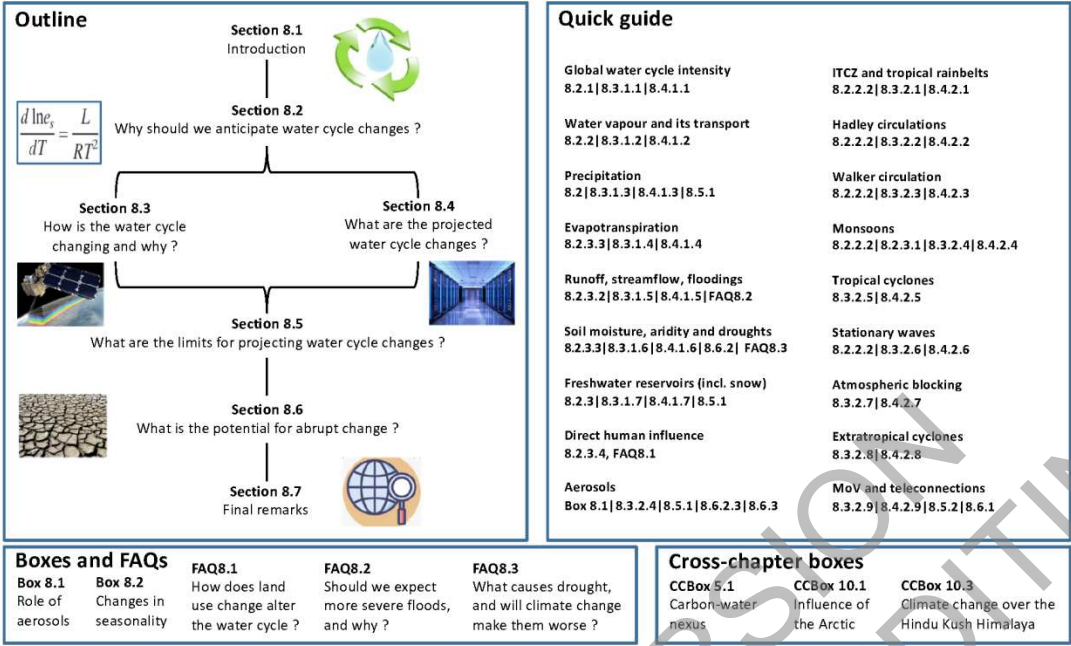 Outline
Section 8.1
Introduction
d lne_s / dT = L / RT²
Section 8.2
Why should we anticipate water cycle changes ?
Section 8.3
How is the water cycle
changing and why ?
Section 8.4
What are the projected
water cycle changes ?
Section 8.5
What are the limits for projecting water cycle changes ?
Section 8.6
What is the potential for abrupt change ?
Section 8.7
Final remarks
Quick guide
Global water cycle intensity
8.2.1|8.3.1.1|8.4.1.1
Water vapour and its transport
8.2.2|8.3.1.2|8.4.1.2
Precipitation
8.2|8.3.1.3|8.4.1.3|8.5.1
Evapotranspiration
8.2.3.3|8.3.1.4|8.4.1.4
Runoff, streamflow, floodings
8.2.3.2|8.3.1.5|8.4.1.5|FAQ8.2
Soil moisture, aridity and droughts
8.2.3.3|8.3.1.6|8.4.1.6|8.6.2| FAQ8.3
Freshwater reservoirs (incl. snow)
8.2.3|8.3.1.7|8.4.1.7|8.5.1
Direct human influence
8.2.3.4, FAQ8.1
Aerosols
Box 8.1|8.3.2.4|8.5.1|8.6.2.3|8.6.3
ITCZ and tropical rainbelts
8.2.2.2|8.3.2.1|8.4.2.1
Hadley circulations
8.2.2.2|8.3.2.2|8.4.2.2
Walker circulation
8.2.2.2|8.3.2.3|8.4.2.3
Monsoons
8.2.2.2|8.2.3.1|8.3.2.4|8.4.2.4
Tropical cyclones
8.3.2.5|8.4.2.5
Stationary waves
8.2.2.2|8.3.2.6|8.4.2.6
Atmospheric blocking
8.3.2.7|8.4.2.7
Extratropical cyclones
8.3.2.8|8.4.2.8
MoV and teleconnections
8.3.2.9|8.4.2.9|8.5.2|8.6.1
Boxes and FAQs
Box 8.1
Role of
aerosols
Box 8.2
Changes in
seasonality
FAQ8.1
How does land
use change alter
the water cycle ?
FAQ8.2
Should we expect
more severe floods,
and why ?
FAQ8.3
What causes drought,
and will climate change
make them worse ?
Cross-chapter boxes
CCBox 5.1
Carbon-water
nexus
CCBox 10.1
Influence of
the Arctic
CCBox 10.3
Climate change over the
Hindu Kush Himalaya